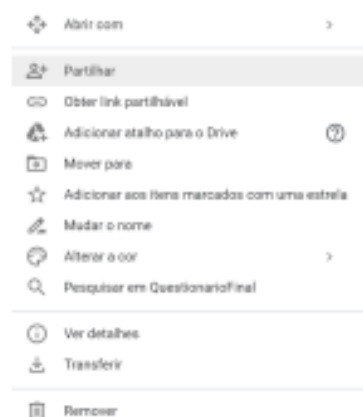 Abrir com
Partilhar
Obter link partilhável
Adicionar atalho para o Drive
Mover para
Adicionar aos itens marcados com uma estrela
Mudar o nome
Alterar a cor
Pesquisar em QuestionarioFinal
Ver detalhes
Transferir
Remover